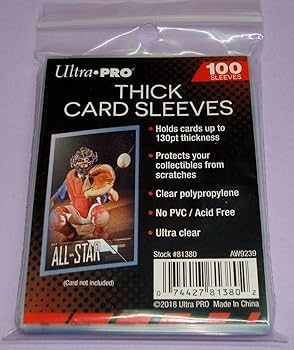 Ultra•PRO®
100
SLEEVES
THICK
CARD SLEEVES
• Holds cards up to
130pt thickness
• Protects your
collectibles from
scratches
• Clear polypropylene
• No PVC / Acid Free
• Ultra clear
ALL-STAR
(Card not included)
Stock #81380 AW9239
0 74427 81380 2
©2018 Ultra PRO Made In China